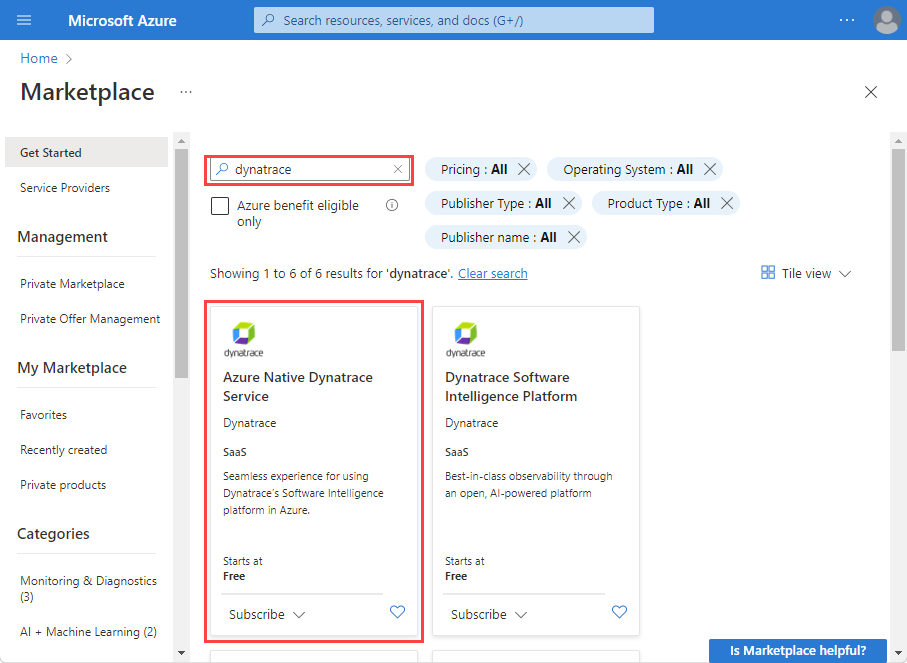 Microsoft Azure
Search resources, services, and docs (G+/)
...
Home
Marketplace
...
Get Started
Service Providers
Management
Private Marketplace
Private Offer Management
My Marketplace
Favorites
Recently created
Private products
Categories
Monitoring & Diagnostics
(3)
AI + Machine Learning (2)
dynatrace
Azure benefit eligible
only
Pricing : All
Operating System : All
Publisher Type : All
Product Type : All
Publisher name : All
Showing 1 to 6 of 6 results for 'dynatrace'. Clear search
Tile view
dynatrace
Azure Native Dynatrace
Service
Dynatrace
SaaS
Seamless experience for using
Dynatrace's Software Intelligence
platform in Azure.
Starts at
Free
Subscribe
dynatrace
Dynatrace Software
Intelligence Platform
Dynatrace
SaaS
Best-in-class observability through
an open, AI-powered platform
Starts at
Free
Subscribe
Is Marketplace helpful?